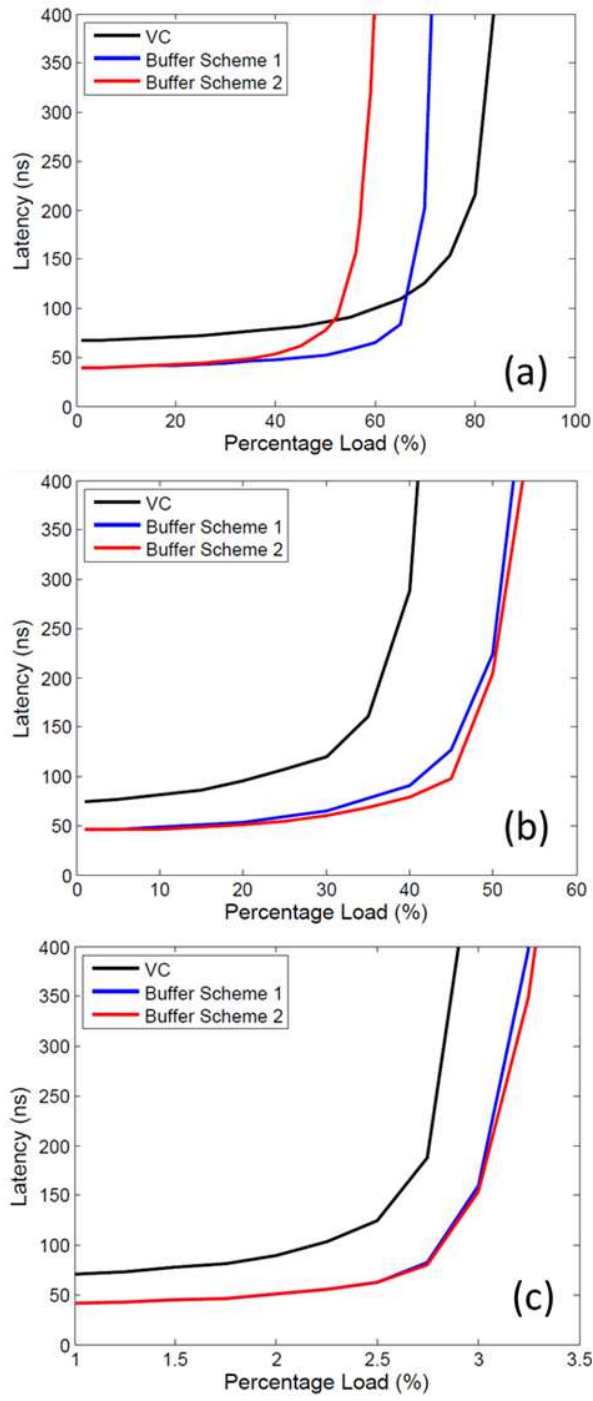 400
350
300
250
200
150
100
50
0
Latency (ns)
VC
Buffer Scheme 1
Buffer Scheme 2
(a)
0 20 40 60 80 100
Percentage Load (%)
400
350
300
250
200
150
100
50
0
Latency (ns)
VC
Buffer Scheme 1
Buffer Scheme 2
(b)
0 10 20 30 40 50 60
Percentage Load (%)
400
350
300
250
200
150
100
50
0
Latency (ns)
VC
Buffer Scheme 1
Buffer Scheme 2
(c)
1 1.5 2 2.5 3 3.5
Percentage Load (%)